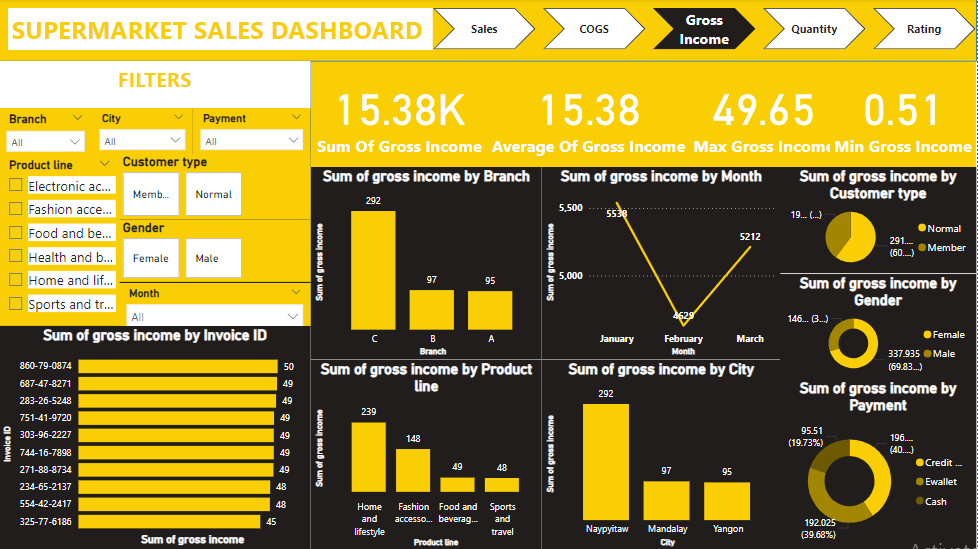 SUPERMARKET SALES DASHBOARD
Sales
COGS
Gross
Income
Quantity
Rating
FILTERS
Branch
City
Payment
All
All
All
Product line
Electronic ac...
Fashion acce...
Food and be...
Health and b...
Home and lif...
Sports and tr...
Customer type
Memb...
Normal
Gender
Female
Male
Month
All
15.38K
Sum Of Gross Income
15.38
Average Of Gross Income
49.65
Max Gross Incom
0.51
Min Gross Income
Sum of gross income by Branch
Sum of gross income
292
97
95
C
B
A
Branch
Sum of gross income by Month
Sum of gross income
5,500
5,000
5538
4629
5212
January
February
March
Month
Sum of gross income by
Customer type
19... (...)
291....
(60....)
Normal
Member
Sum of gross income by
Gender
146... (3...)
337.935
(69.83...)
Female
Male
Sum of gross income by Invoice ID
Invoice ID
860-79-0874
50
687-47-8271
49
283-26-5248
49
751-41-9720
49
303-96-2227
49
744-16-7898
49
271-88-8734
49
234-65-2137
48
554-42-2417
48
325-77-6186
45
Sum of gross income
Sum of gross income by Product
line
Sum of gross income
239
148
49
48
Home
and
lifestyle
Fashion
accesso...
Food and
beverag...
Sports
and
travel
Product line
Sum of gross income by City
Sum of gross income
292
97
95
Naypyitaw
Mandalay
Yangon
City
Sum of gross income by
Payment
95.51
(19.73%)
196....
(40....)
192.025
(39.68%)
Credit ...
Ewallet
Cash